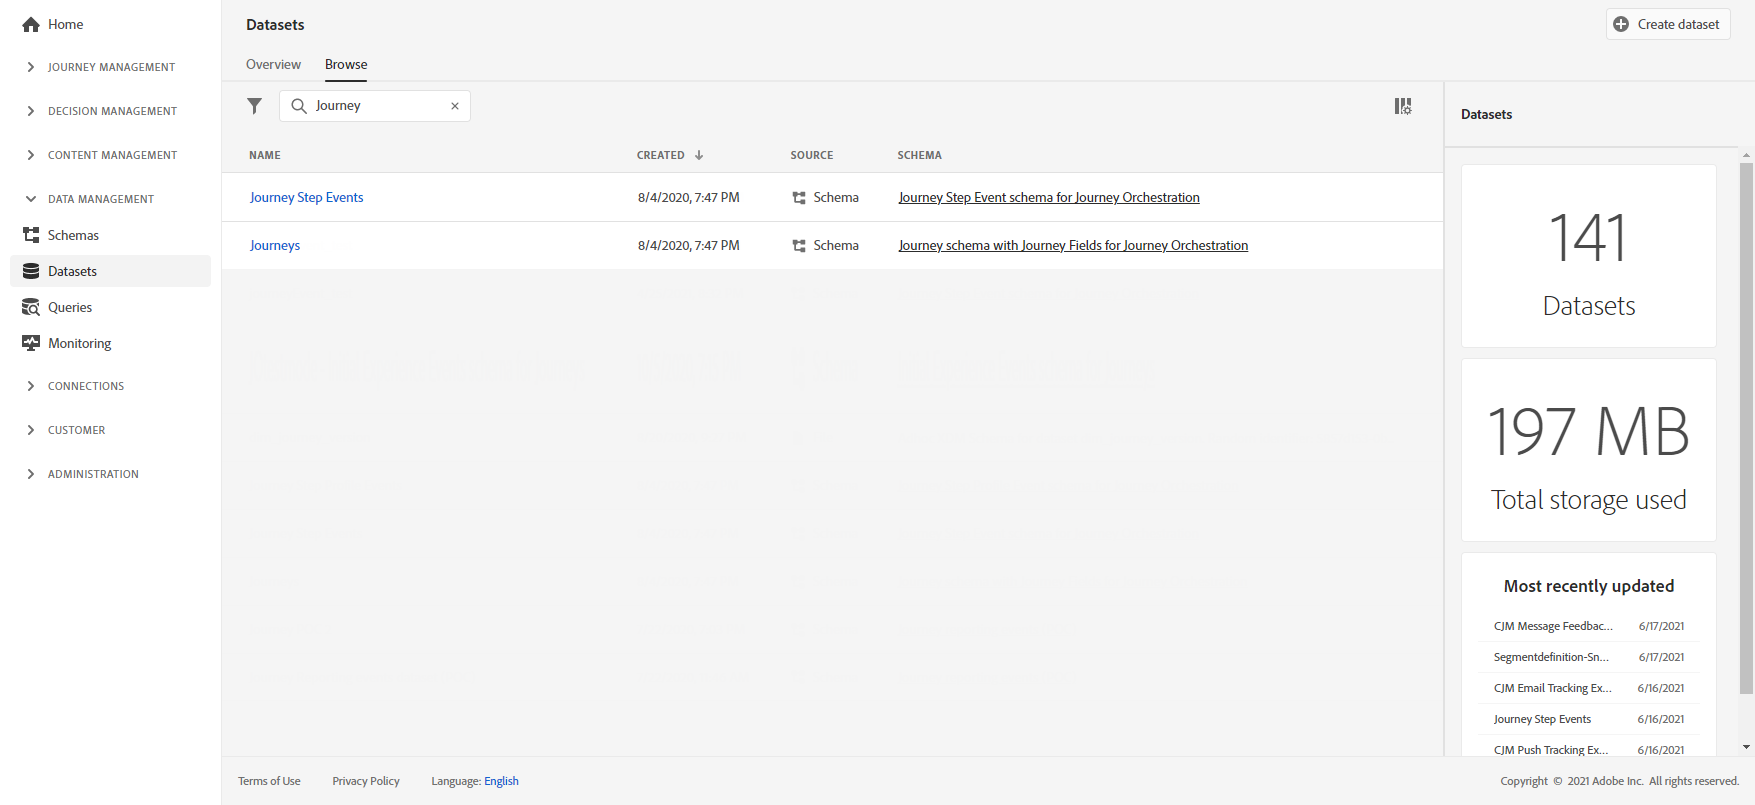 Home
JOURNEY MANAGEMENT
DECISION MANAGEMENT
CONTENT MANAGEMENT
DATA MANAGEMENT
Schemas
Datasets
Queries
Monitoring
CONNECTIONS
CUSTOMER
ADMINISTRATION
Datasets
Create dataset
Overview Browse
Journey
NAME CREATED SOURCE SCHEMA
Journey Step Events 8/4/2020, 7:47 PM Schema Journey Step Event schema for Journey Orchestration
Journeys 8/4/2020, 7:47 PM Schema Journey schema with Journey Fields for Journey Orchestration
Datasets
141
Datasets
197 MB
Total storage used
Most recently updated
CJM Message Feedbac... 6/17/2021
Segmentdefinition-Sn... 6/17/2021
CJM Email Tracking Ex... 6/16/2021
Journey Step Events 6/16/2021
CJM Push Tracking Ex... 6/16/2021
Terms of Use Privacy Policy Language: English
Copyright © 2021 Adobe Inc. All rights reserved.